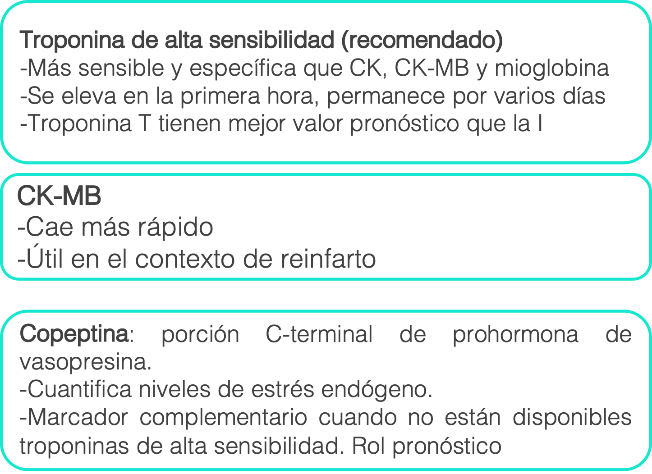 Troponina de alta sensibilidad (recomendado)
-Más sensible y específica que CK, CK-MB y mioglobina
-Se eleva en la primera hora, permanece por varios días
-Troponina T tienen mejor valor pronóstico que la I
CK-MB
-Cae más rápido
-Útil en el contexto de reinfarto
Copeptina: porción C-terminal de prohormona de
vasopresina.
-Cuantifica niveles de estrés endógeno.
-Marcador complementario cuando no están disponibles
troponinas de alta sensibilidad. Rol pronóstico